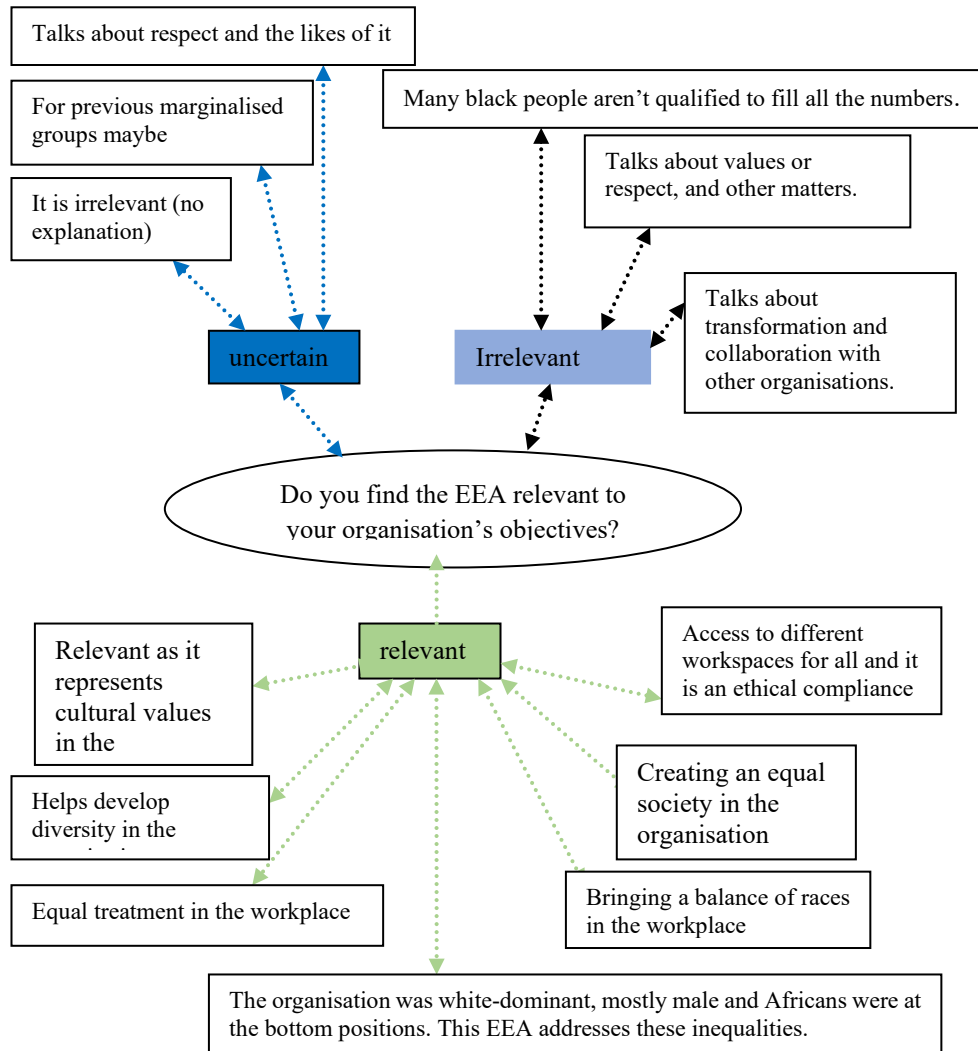 Talks about respect and the likes of it
For previous marginalised
groups maybe
It is irrelevant (no
explanation)
Many black people aren’t qualified to fill all the numbers.
Talks about values or
respect, and other matters.
Talks about
transformation and
collaboration with
other organisations.
uncertain
Irrelevant
Do you find the EEA relevant to
your organisation’s objectives?
relevant
Relevant as it
represents
cultural values
in the
Helps develop
diversity in the
Equal treatment in the workplace
Access to different
workspaces for all and it
is an ethical compliance
Creating an equal
society in the
organisation
Bringing a balance of races
in the workplace
The organisation was white-dominant, mostly male and Africans were at
the bottom positions. This EEA addresses these inequalities.